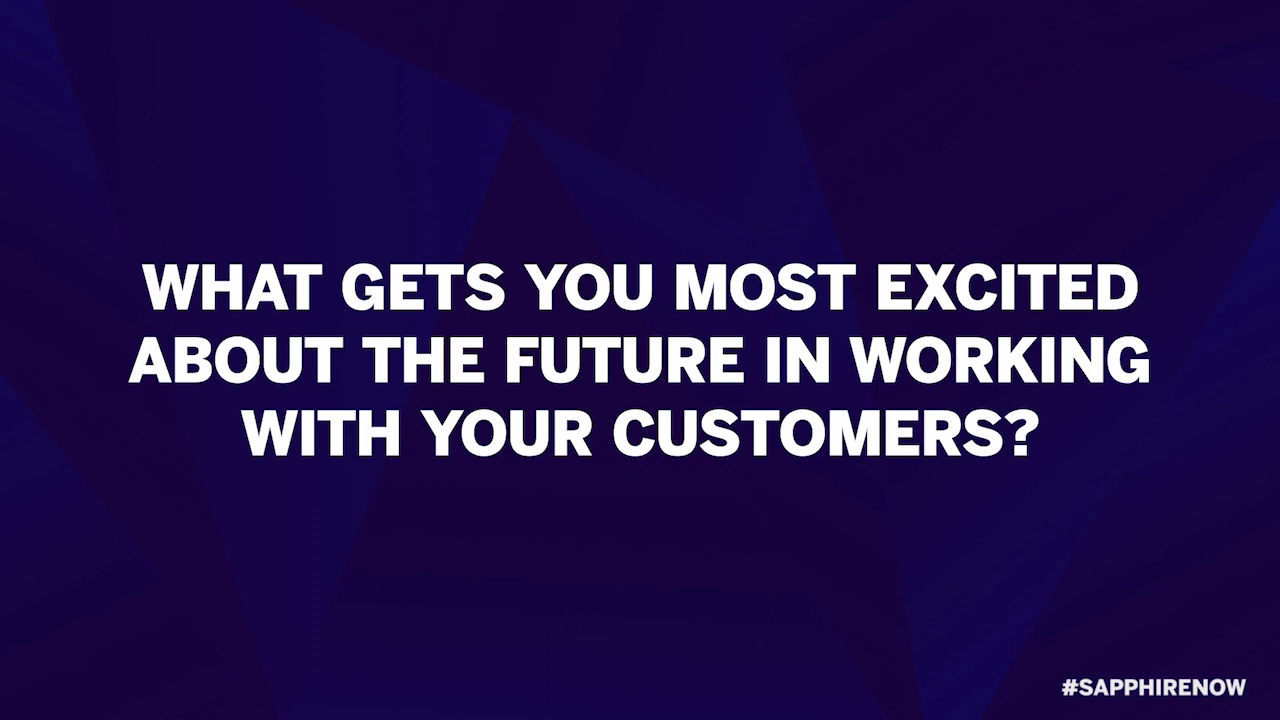 WHAT GETS YOU MOST EXCITED
ABOUT THE FUTURE IN WORKING
WITH YOUR CUSTOMERS?
#SAPPHIRENOW